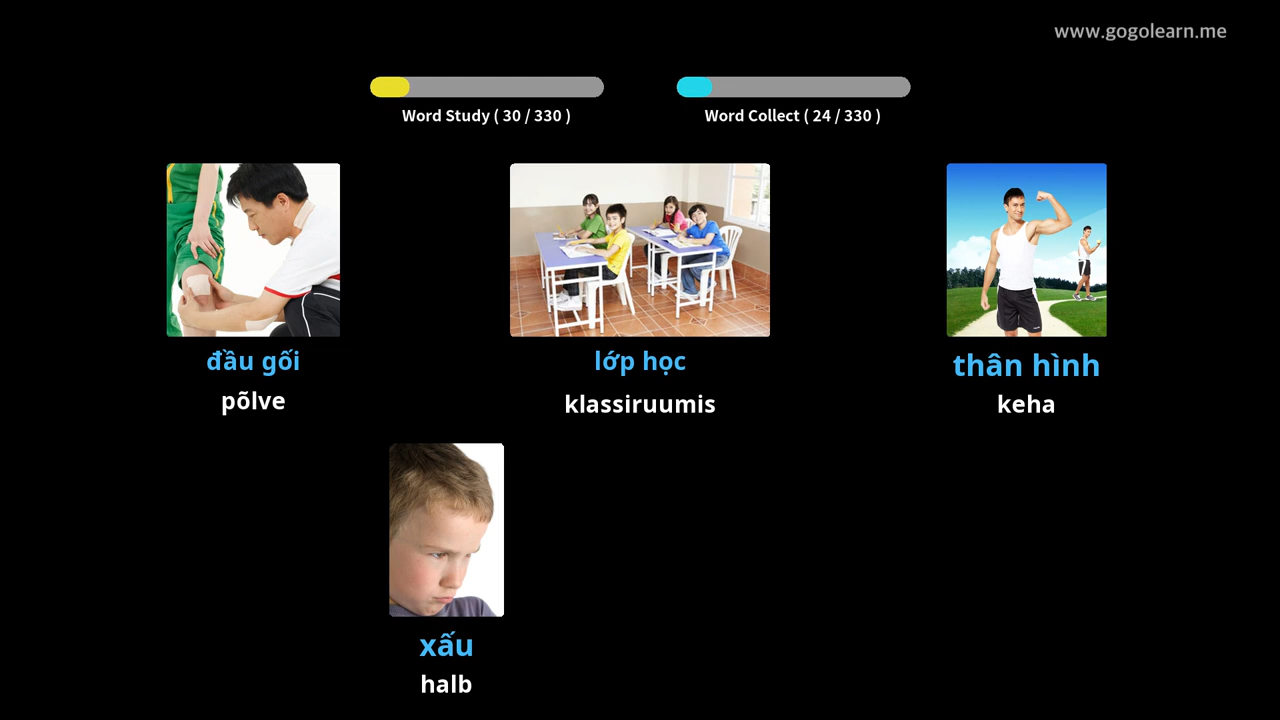 www.gogolearn.me
Word Study ( 30 / 330 )
Word Collect ( 24 / 330 )
đầu gối
põlve
lớp học
klassiruumis
thân hình
keha
xấu
halb